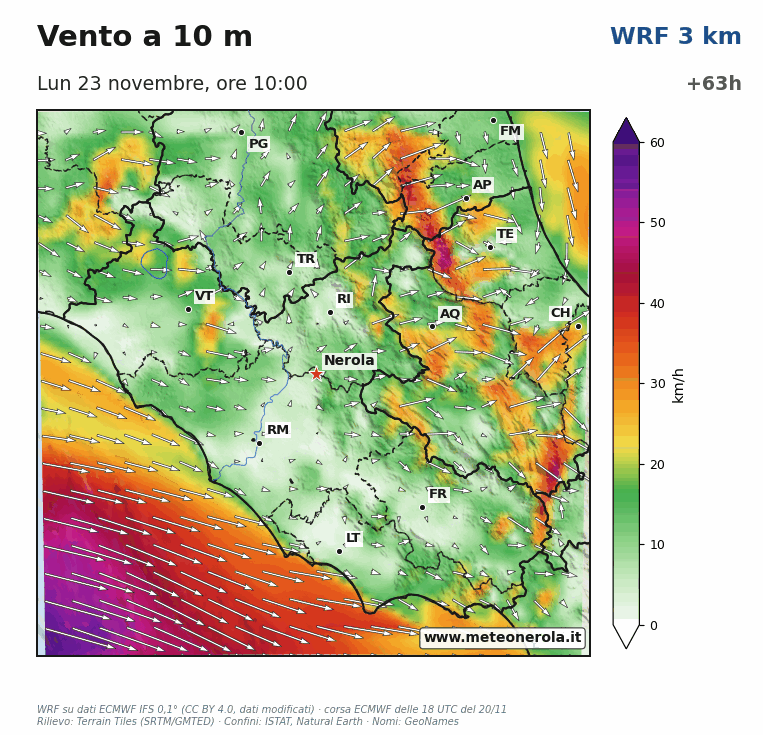 Vento a 10 m
WRF 3 km
Lun 23 novembre, ore 10:00
+63h
PG
FM
AP
TE
TR
VT
RI
AQ
CH
Nerola
RM
FR
LT
www.meteonerola.it
60
50
40
30
20
10
0
km/h
WRF su dati ECMWF IFS 0,1° (CC BY 4.0, dati modificati) · corsa ECMWF delle 18 UTC del 20/11
Rilievo: Terrain Tiles (SRTM/GMTED) · Confini: ISTAT, Natural Earth · Nomi: GeoNames